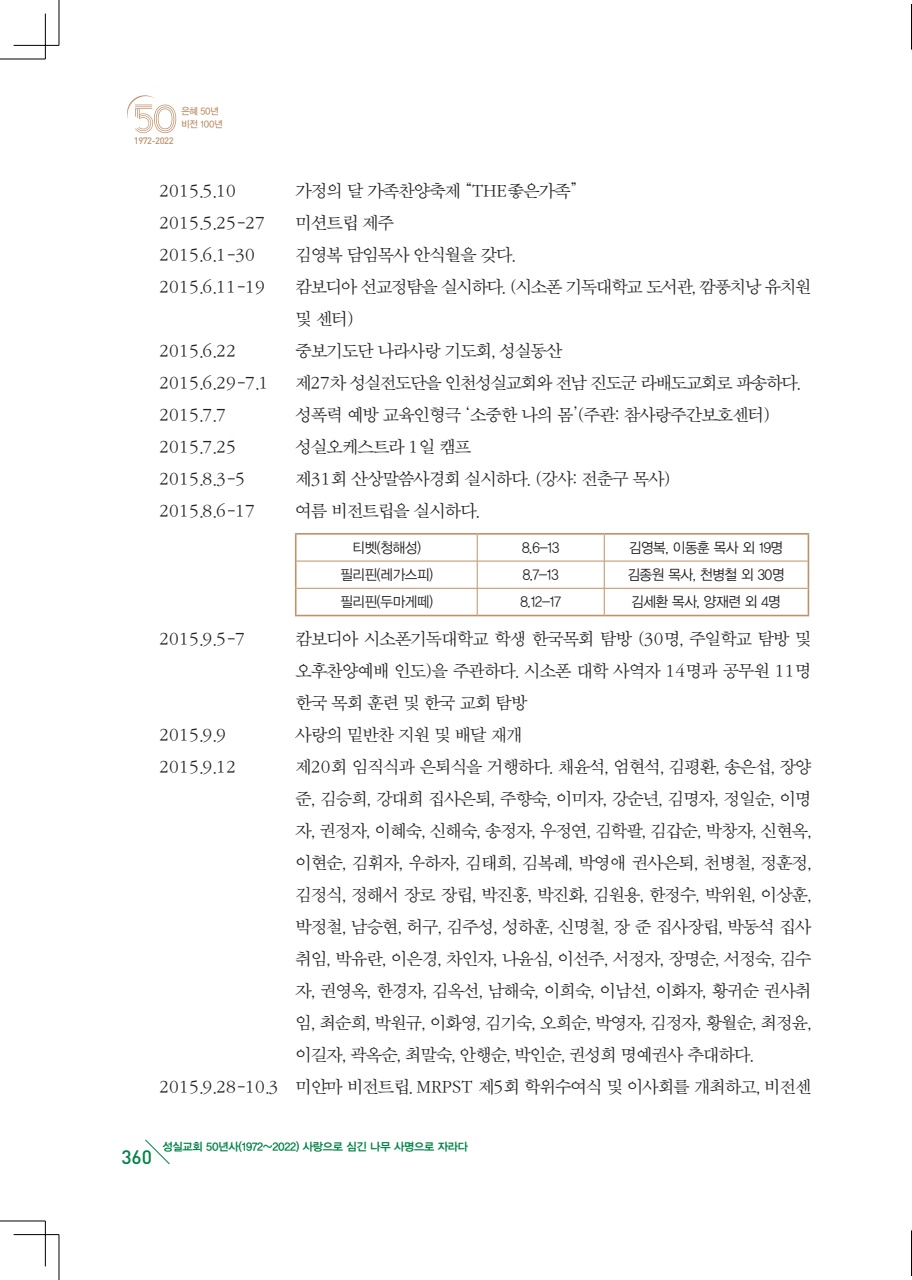 50 은혜 50년
비전 100년
1972-2022
2015.5.10 가정의 달 가족찬양축제 “THE좋은가족”
2015.5.25-27 미션트립 제주
2015.6.1-30 김영복 담임목사 안식월을 갖다.
2015.6.11-19 캄보디아 선교정탐을 실시하다. (시소폰 기독대학교 도서관, 깜풍치낭 유치원
및 센터)
2015.6.22 중보기도단 나라사랑 기도회, 성실동산
2015.6.29-7.1 제27차 성실전도단을 인천성실교회와 전남 진도군 라배도교회로 파송하다.
2015.7.7 성폭력 예방 교육인형극 ‘소중한 나의 몸’(주관: 참사랑주간보호센터)
2015.7.25 성실오케스트라 1일 캠프
2015.8.3-5 제31회 산상말씀사경회 실시하다. (강사: 전춘구 목사)
2015.8.6-17 여름 비전트립을 실시하다.
티벳(청해성) 8.6-13 김영복, 이동훈 목사 외 19명
필리핀(레가스피) 8.7-13 김종원 목사, 천병철 외 30명
필리핀(두마게떼) 8.12-17 김세환 목사, 양재련 외 4명
2015.9.5-7 캄보디아 시소폰기독대학교 학생 한국목회 탐방 (30명, 주일학교 탐방 및
오후찬양예배 인도)을 주관하다. 시소폰 대학 사역자 14명과 공무원 11명
한국 목회 훈련 및 한국 교회 탐방
2015.9.9 사랑의 밑반찬 지원 및 배달 재개
2015.9.12 제20회 임직식과 은퇴식을 거행하다. 채윤석, 엄현석, 김평환, 송은섭, 장양
준, 김승희, 강대희 집사은퇴, 주향숙, 이미자, 강순년, 김명자, 정일순, 이명
자, 권정자, 이혜숙, 신해숙, 송정자, 우정연, 김학팔, 김갑순, 박창자, 신현옥,
이현순, 김휘자, 우하자, 김태희, 김복례, 박영애 권사은퇴, 천병철, 정훈정,
김정식, 정해서 장로 장립, 박진홍, 박진화, 김원용, 한정수, 박위원, 이상훈,
박정철, 남승현, 허구, 김주성, 성하훈, 신명철, 장 준 집사장립, 박동석 집사
취임, 박유란, 이은경, 차인자, 나윤심, 이선주, 서정자, 장명순, 서정숙, 김수
자, 권영옥, 한경자, 김옥선, 남해숙, 이희숙, 이남선, 이화자, 황귀순 권사취
임, 최순희, 박원규, 이화영, 김기숙, 오희순, 박영자, 김정자, 황월순, 최정윤,
이길자, 곽옥순, 최말숙, 안행순, 박인순, 권성희 명예권사 추대하다.
2015.9.28-10.3 미얀마 비전트립. MRPST 제5회 학위수여식 및 이사회를 개최하고, 비전센
360 성실교회 50년사(1972~2022) 사랑으로 심긴 나무 사명으로 자라다